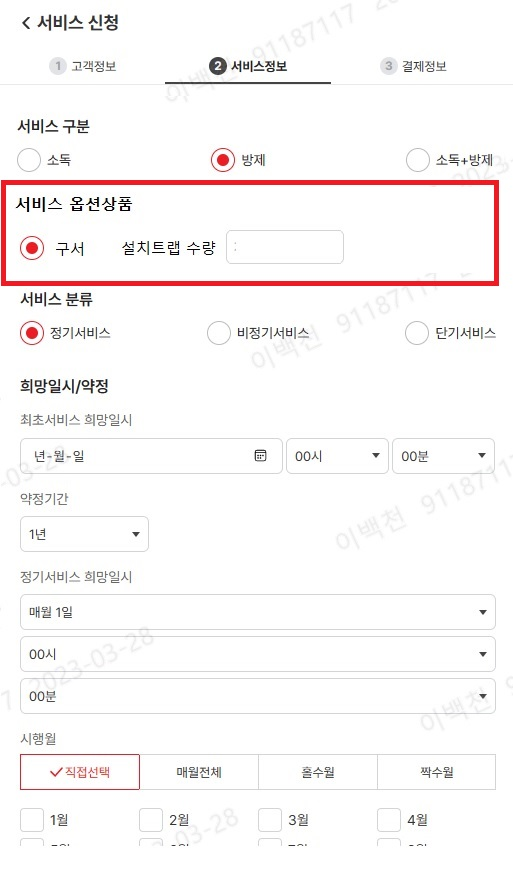 서비스 신청
1 고객정보 2 서비스정보 3 결제정보
서비스 구분
소독 방제 소독+방제
서비스 옵션상품
구서 설치트랩 수량 :
서비스 분류
정기서비스 비정기서비스 단기서비스
희망일시/약정
최초서비스 희망일시
년-월-일 00시 00분
약정기간
1년
정기서비스 희망일시
매월 1일
00시
00분
시행월
직접선택 매월전체 홀수월 짝수월
1월 2월 3월 4월
이백천 91187117
2023-03-28